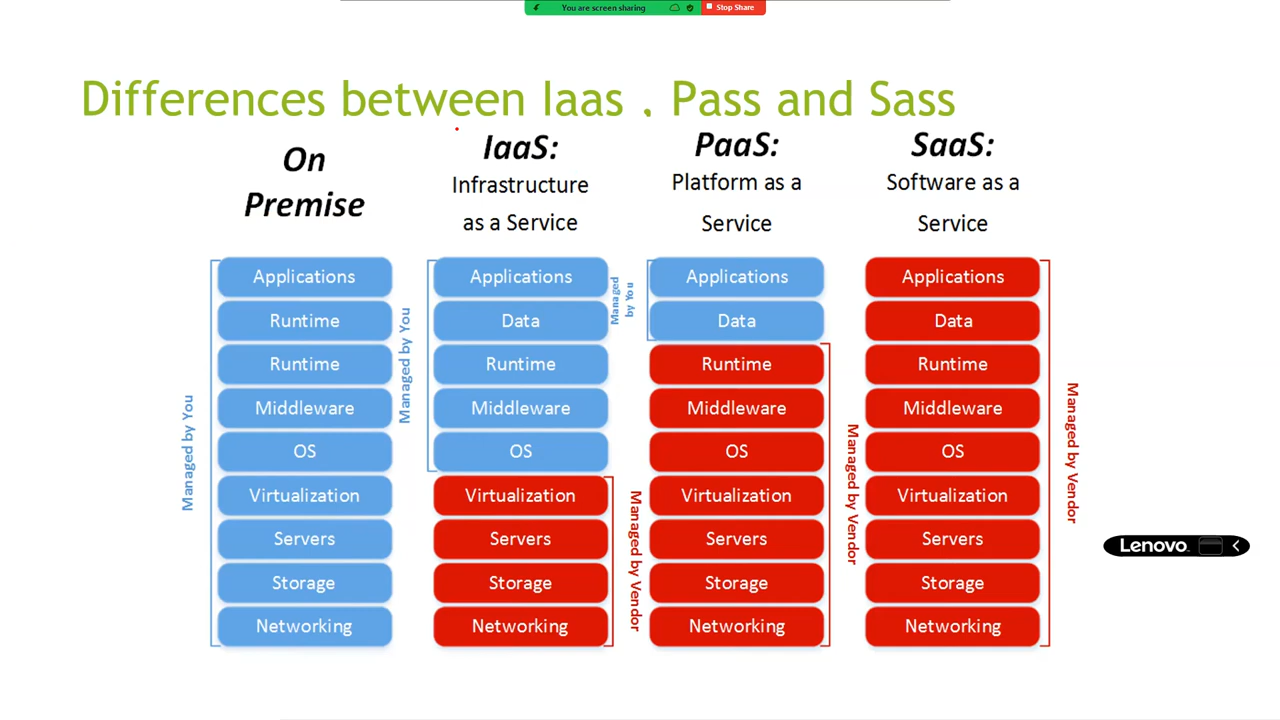 You are screen sharing
Stop Share
Differences between Iaas , Pass and Sass
On
Premise
IaaS:
Infrastructure
as a Service
PaaS:
Platform as a
Service
SaaS:
Software as a
Service
Managed by You
Applications
Runtime
Runtime
Middleware
OS
Virtualization
Servers
Storage
Networking
Managed by You
Applications
Data
Runtime
Middleware
OS
Virtualization
Servers
Storage
Networking
Managed by Vendor
Managed
by You
Applications
Data
Runtime
Middleware
OS
Virtualization
Servers
Storage
Networking
Managed by Vendor
Applications
Data
Runtime
Middleware
OS
Virtualization
Servers
Storage
Networking
Managed by Vendor
Lenovo